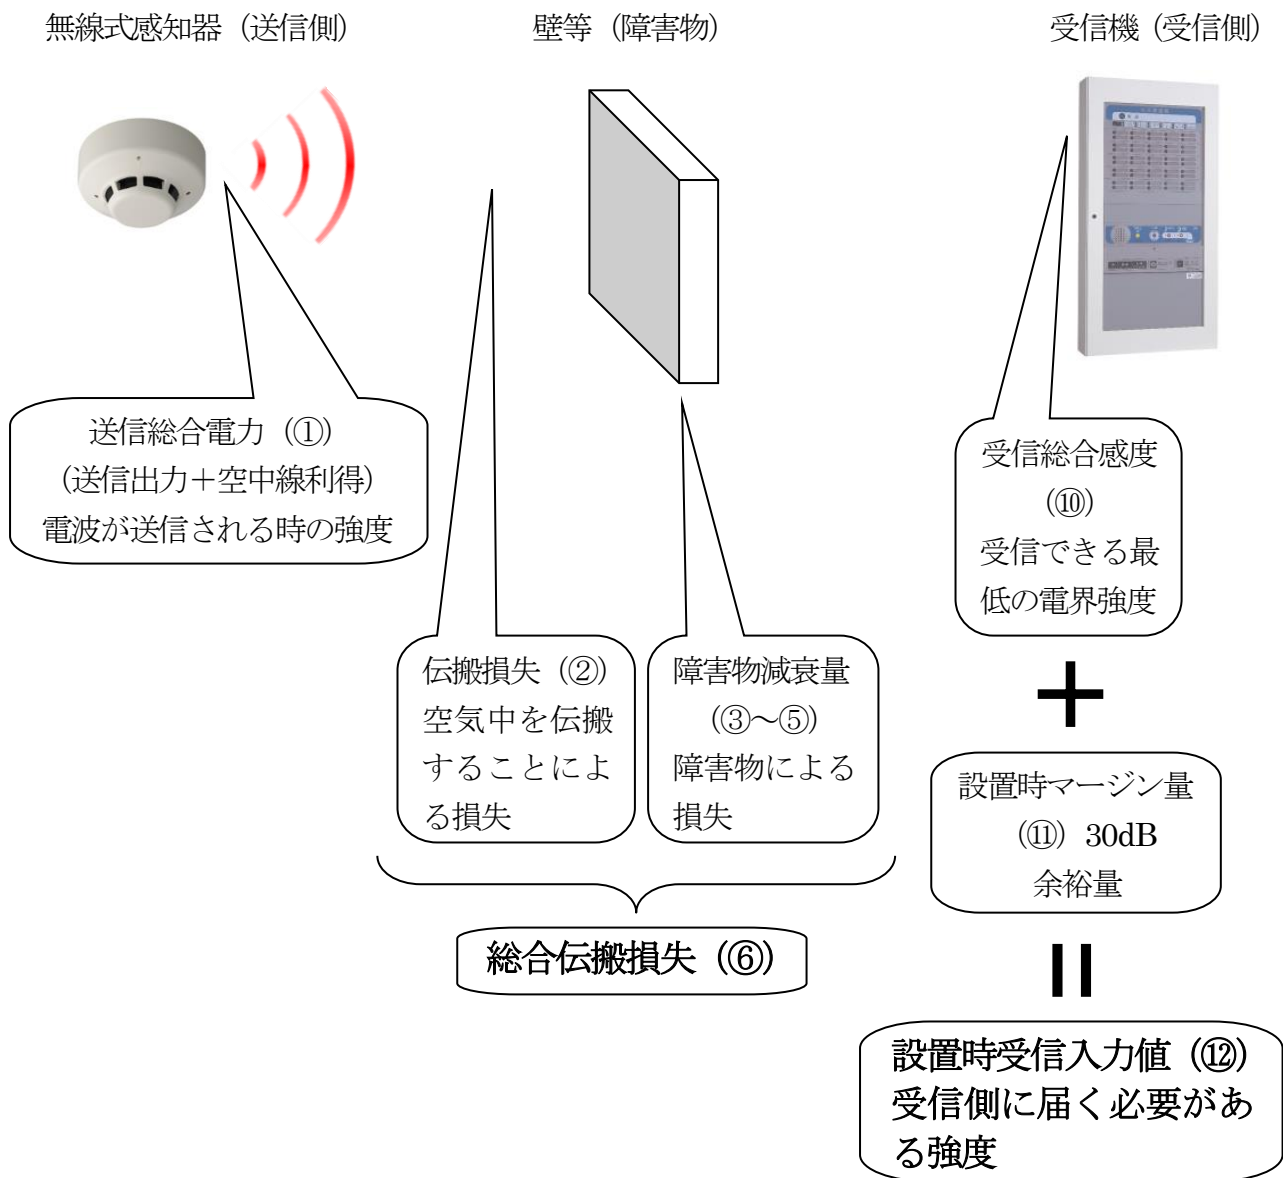 無線式感知器（送信側）
壁等（障害物）
受信機（受信側）
送信総合電力（①）
（送信出力＋空中線利得）
電波が送信される時の強度
受信総合感度
（⑩）
受信できる最
低の電界強度
伝搬損失（②）
空気中を伝搬
することによ
る損失
障害物減衰量
（③～⑤）
障害物による
損失
＋
設置時マージン量
（⑪）30dB
余裕量
総合伝搬損失（⑥）
設置時受信入力値（⑫）
受信側に届く必要があ
る強度